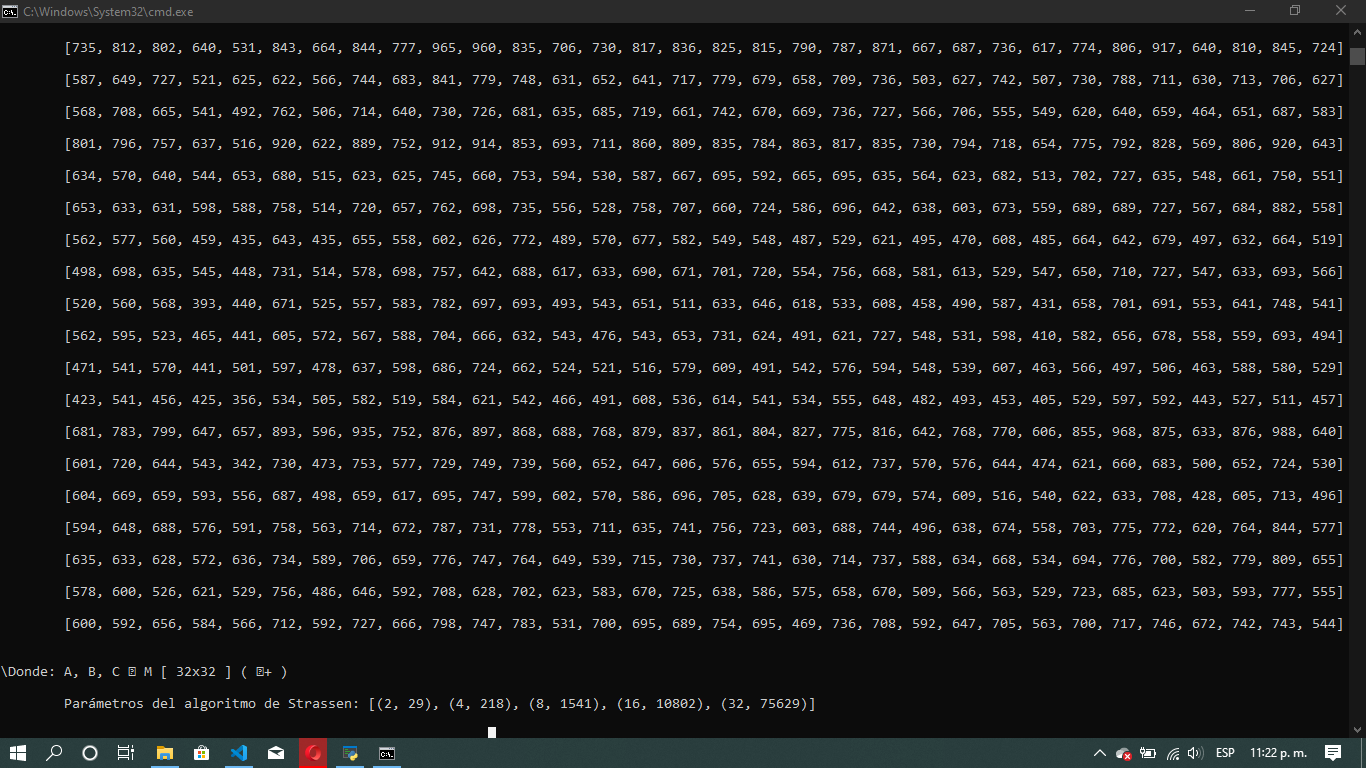 C:\Windows\System32\cmd.exe
[735, 812, 802, 640, 531, 843, 664, 844, 777, 965, 960, 835, 706, 730, 817, 836, 825, 815, 790, 787, 871, 667, 687, 736, 617, 774, 806, 917, 640, 810, 845, 724]
[587, 649, 727, 521, 625, 622, 566, 744, 683, 841, 779, 748, 631, 652, 641, 717, 779, 679, 658, 709, 736, 503, 627, 742, 507, 730, 788, 711, 630, 713, 706, 627]
[568, 708, 665, 541, 492, 762, 506, 714, 640, 730, 726, 681, 635, 685, 719, 661, 742, 670, 669, 736, 727, 566, 706, 555, 549, 620, 640, 659, 464, 651, 687, 583]
[801, 796, 757, 637, 516, 920, 622, 889, 752, 912, 914, 853, 693, 711, 860, 809, 835, 784, 863, 817, 835, 730, 794, 718, 654, 775, 792, 828, 569, 806, 920, 643]
[634, 570, 640, 544, 653, 680, 515, 623, 625, 745, 660, 753, 594, 530, 587, 667, 695, 592, 665, 695, 635, 564, 623, 682, 513, 702, 727, 635, 548, 661, 750, 551]
[653, 633, 631, 598, 588, 758, 514, 720, 657, 762, 698, 735, 556, 528, 758, 707, 660, 724, 586, 696, 642, 638, 603, 673, 559, 689, 689, 727, 567, 684, 882, 558]
[562, 577, 560, 459, 435, 643, 435, 655, 558, 602, 626, 772, 489, 570, 677, 582, 549, 548, 487, 529, 621, 495, 470, 608, 485, 664, 642, 679, 497, 632, 664, 519]
[498, 698, 635, 545, 448, 731, 514, 578, 698, 757, 642, 688, 617, 633, 690, 671, 701, 720, 554, 756, 668, 581, 613, 529, 547, 650, 710, 727, 547, 633, 693, 566]
[520, 560, 568, 393, 440, 671, 525, 557, 583, 782, 697, 693, 493, 543, 651, 511, 633, 646, 618, 533, 608, 458, 490, 587, 431, 658, 701, 691, 553, 641, 748, 541]
[562, 595, 523, 465, 441, 605, 572, 567, 588, 704, 666, 632, 543, 476, 543, 653, 731, 624, 491, 621, 727, 548, 531, 598, 410, 582, 656, 678, 558, 559, 693, 494]
[471, 541, 570, 441, 501, 597, 478, 637, 598, 686, 724, 662, 524, 521, 516, 579, 609, 491, 542, 576, 594, 548, 539, 607, 463, 566, 497, 506, 463, 588, 580, 529]
[423, 541, 456, 425, 356, 534, 505, 582, 519, 584, 621, 542, 466, 491, 608, 536, 614, 541, 534, 555, 648, 482, 493, 453, 405, 529, 597, 592, 443, 527, 511, 457]
[681, 783, 799, 647, 657, 893, 596, 935, 752, 876, 897, 868, 688, 768, 879, 837, 861, 804, 827, 775, 816, 642, 768, 770, 606, 855, 968, 875, 633, 876, 988, 640]
[601, 720, 644, 543, 342, 730, 473, 753, 577, 729, 749, 739, 560, 652, 647, 606, 576, 655, 594, 612, 737, 570, 576, 644, 474, 621, 660, 683, 500, 652, 724, 530]
[604, 669, 659, 593, 556, 687, 498, 659, 617, 695, 747, 599, 602, 570, 586, 696, 705, 628, 639, 679, 679, 574, 609, 516, 540, 622, 633, 708, 428, 605, 713, 496]
[594, 648, 688, 576, 591, 758, 563, 714, 672, 787, 731, 778, 553, 711, 635, 741, 756, 723, 603, 688, 744, 496, 638, 674, 558, 703, 775, 772, 620, 764, 844, 577]
[635, 633, 628, 572, 636, 734, 589, 706, 659, 776, 747, 764, 649, 539, 715, 730, 737, 741, 630, 714, 737, 588, 634, 668, 534, 694, 776, 700, 582, 779, 809, 655]
[578, 600, 526, 621, 529, 756, 486, 646, 592, 708, 628, 702, 623, 583, 670, 725, 638, 586, 575, 658, 670, 509, 566, 563, 529, 723, 685, 623, 503, 593, 777, 555]
[600, 592, 656, 584, 566, 712, 592, 727, 666, 798, 747, 783, 531, 700, 695, 689, 754, 695, 469, 736, 708, 592, 647, 705, 563, 700, 717, 746, 672, 742, 743, 544]
\Donde: A, B, C ⍰ M [ 32x32 ] ( ⍰+ )
Parámetros del algoritmo de Strassen: [(2, 29), (4, 218), (8, 1541), (16, 10802), (32, 75629)]
ESP 11:22 p. m.